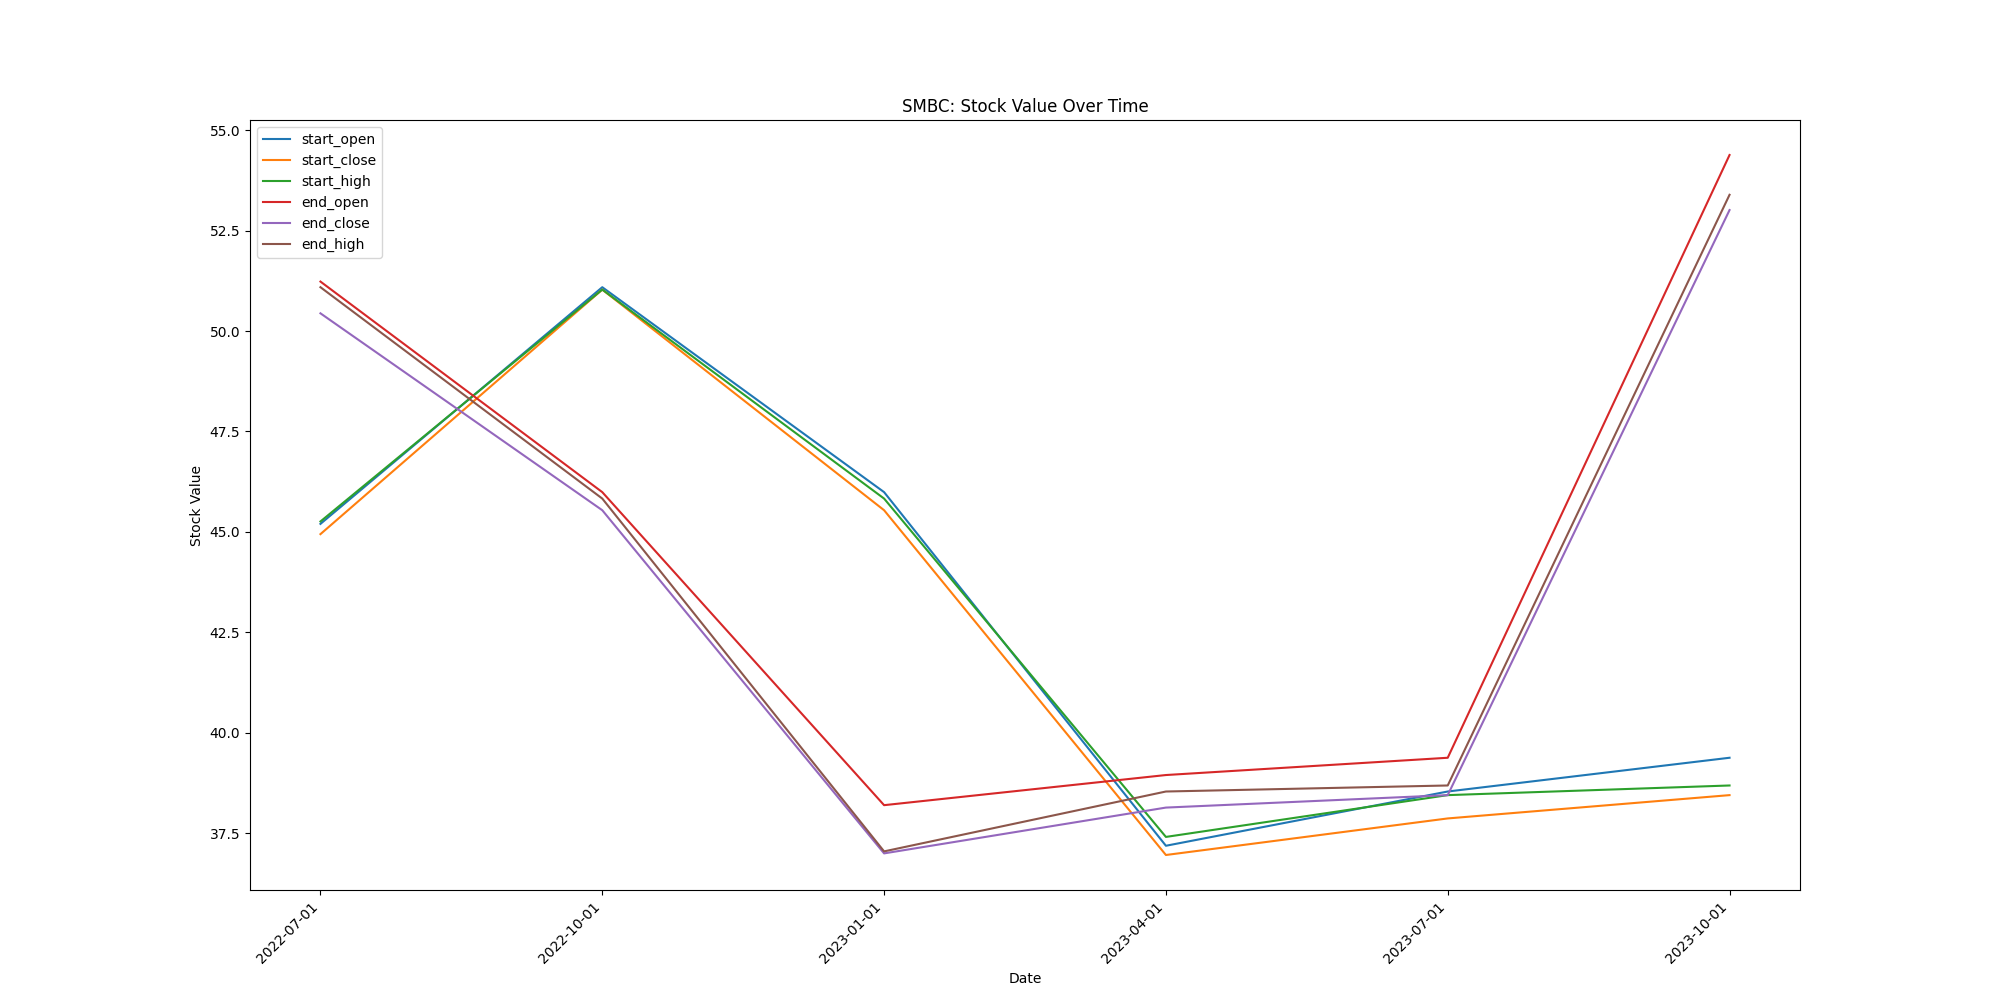 SMBC: Stock Value Over Time
55.0
52.5
50.0
47.5
45.0
42.5
40.0
37.5
Stock Value
start_open
start_close
start_high
end_open
end_close
end_high
2022-07-01
2022-10-01
2023-01-01
2023-04-01
2023-07-01
2023-10-01
Date